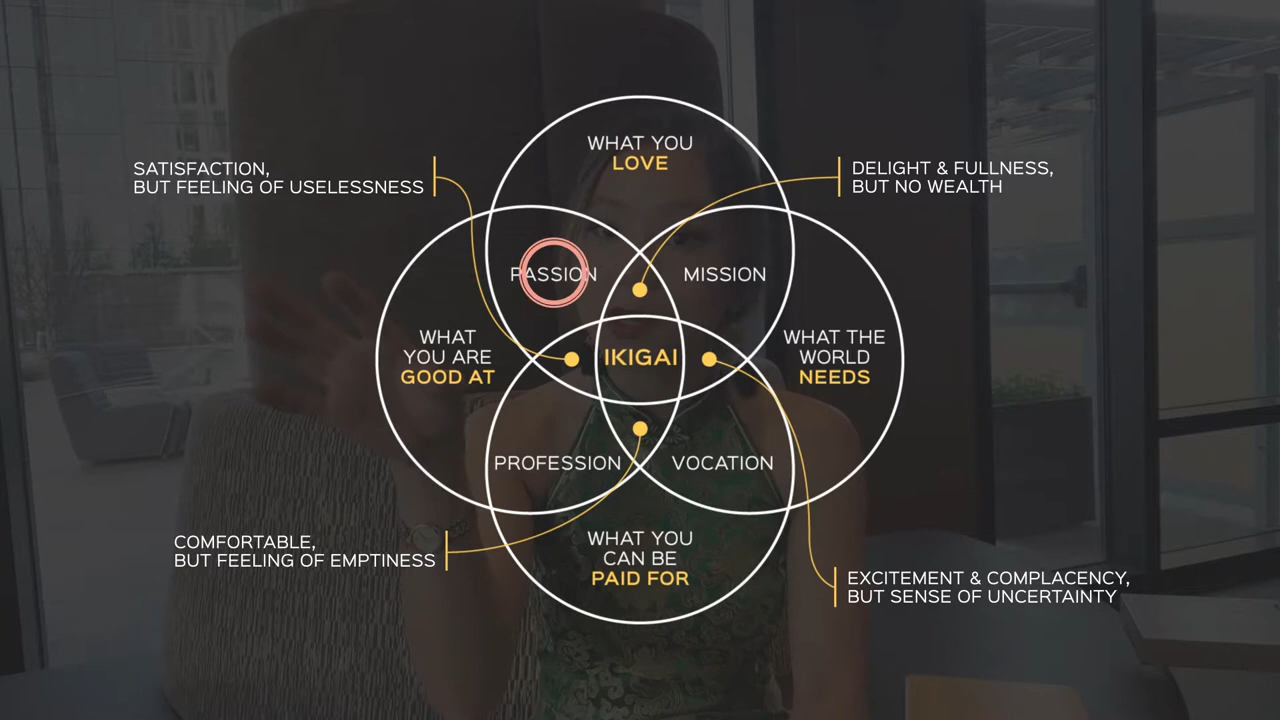 WHAT YOU
LOVE
SATISFACTION,
BUT FEELING OF USELESSNESS
DELIGHT & FULLNESS,
BUT NO WEALTH
PASSION
MISSION
WHAT
YOU ARE
GOOD AT
IKIGAI
WHAT THE
WORLD
NEEDS
PROFESSION
VOCATION
COMFORTABLE,
BUT FEELING OF EMPTINESS
WHAT YOU
CAN BE
PAID FOR
EXCITEMENT & COMPLACENCY,
BUT SENSE OF UNCERTAINTY